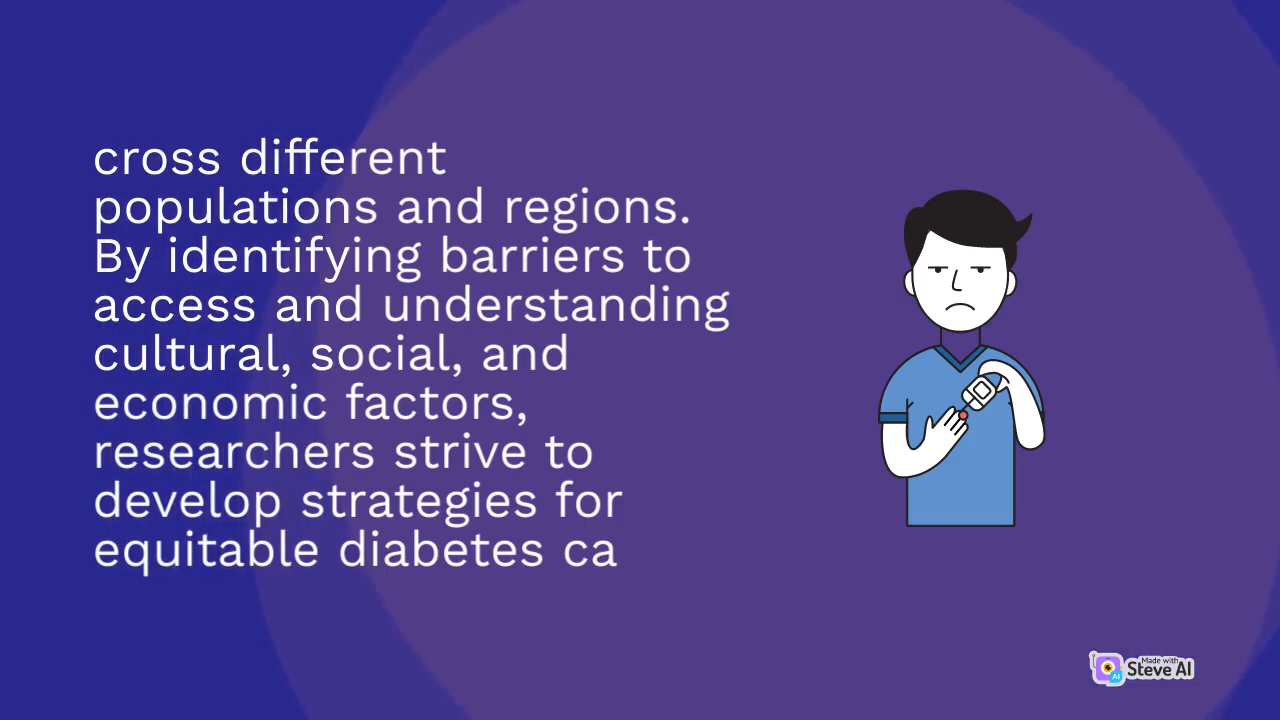 cross different
populations and regions.
By identifying barriers to
access and understanding
cultural, social, and
economic factors,
researchers strive to
develop strategies for
equitable diabetes ca
Made with
Steve AI
AI